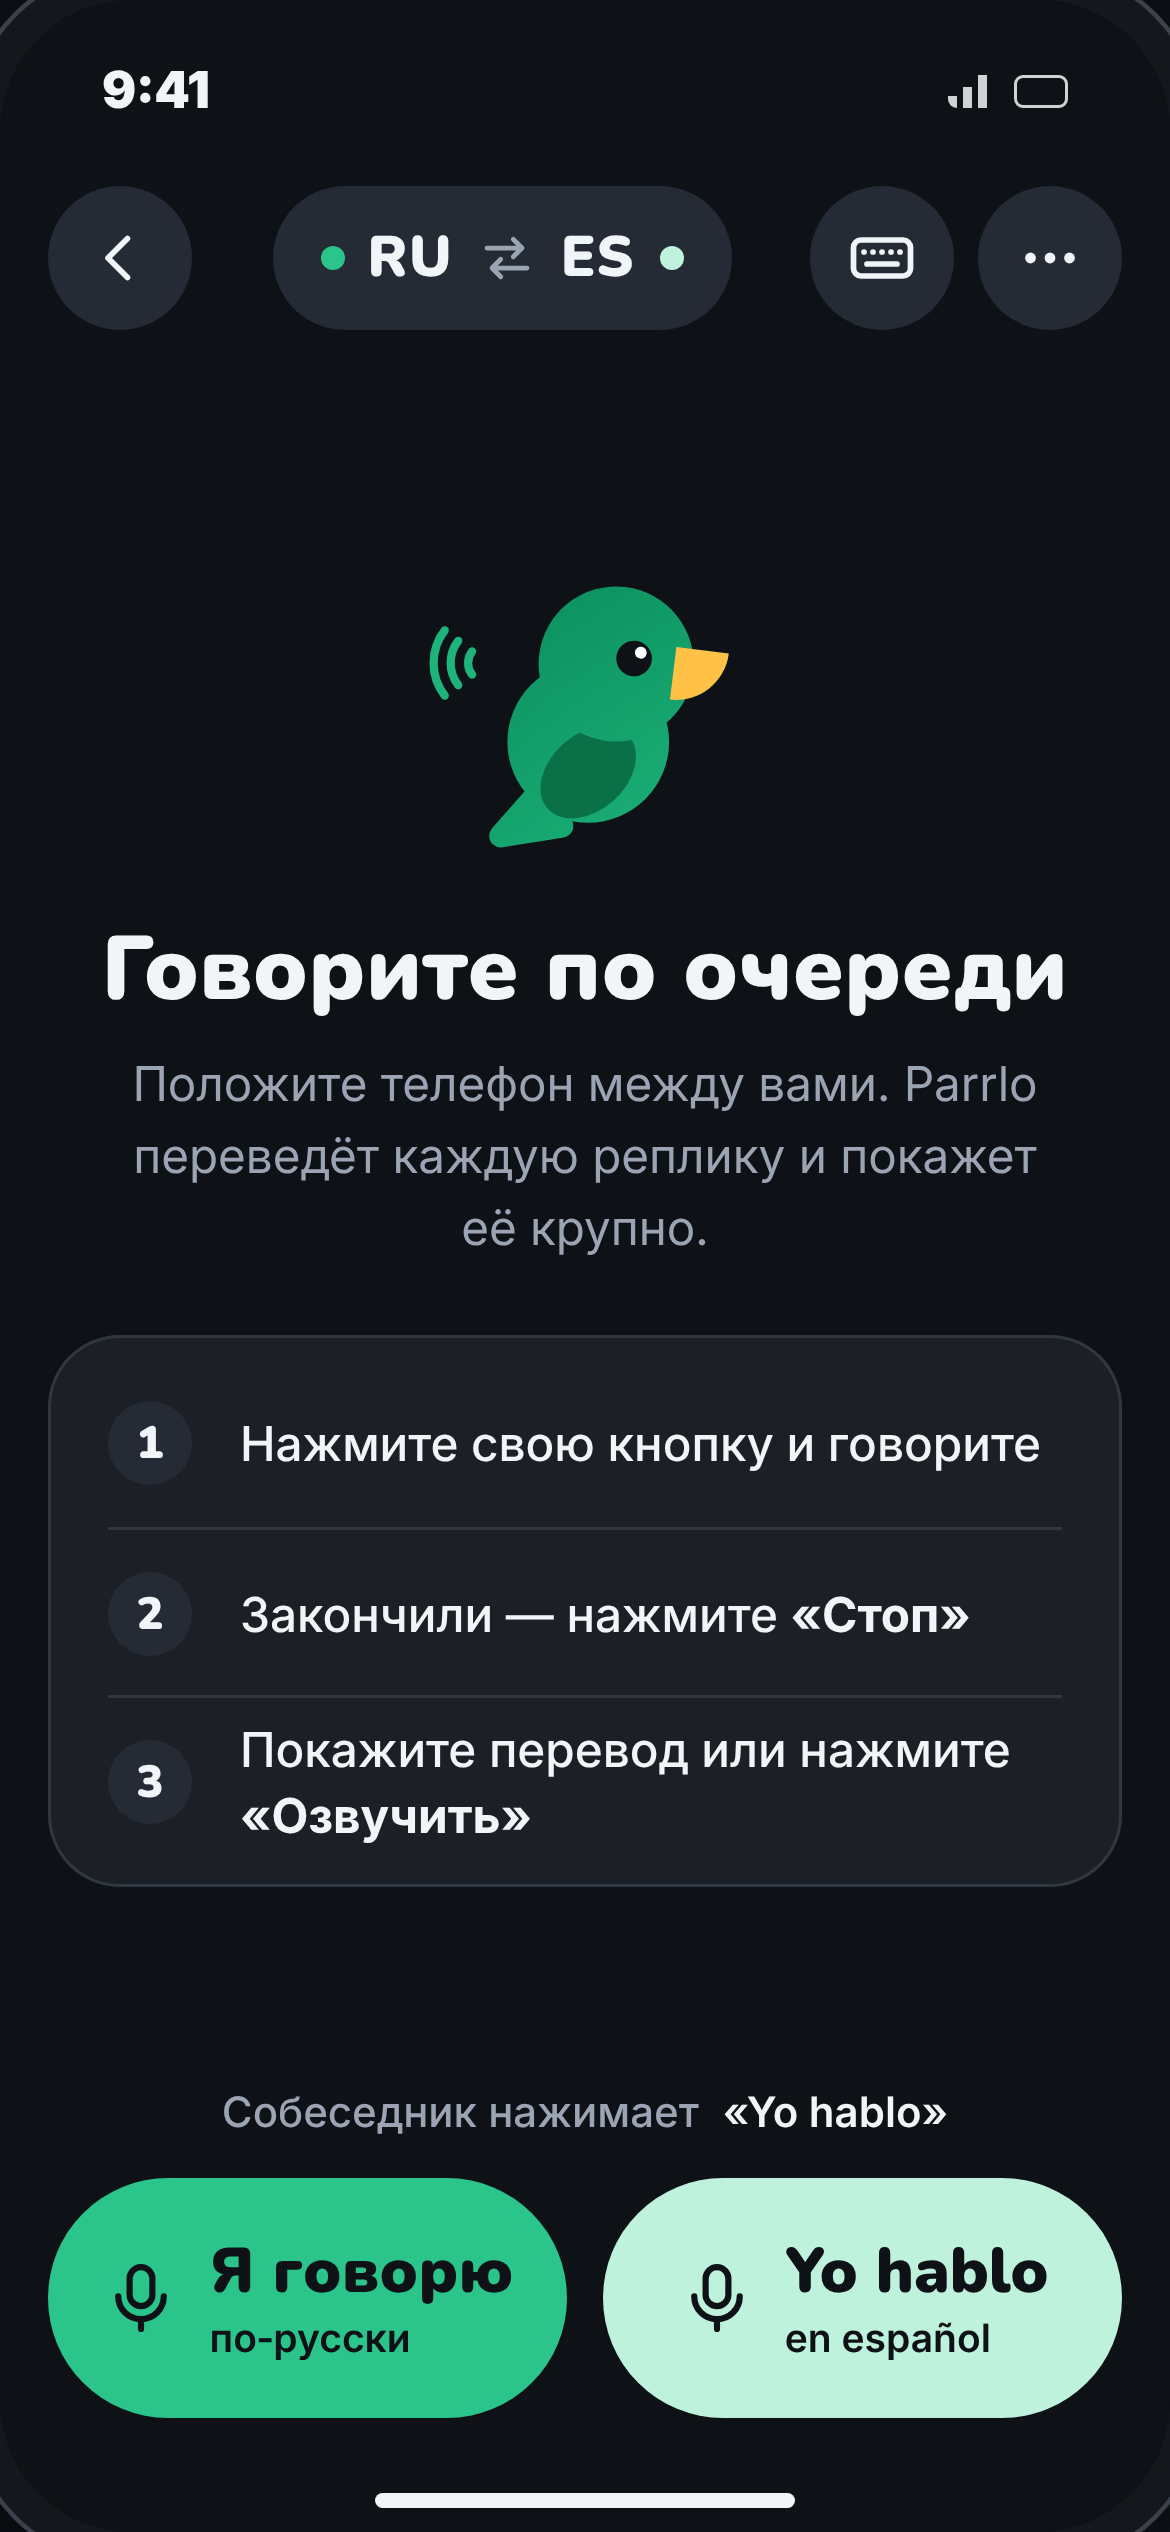 9:41
RU ES
Говорите по очереди
Положите телефон между вами. Parrlo
переведёт каждую реплику и покажет
её крупно.
1 Нажмите свою кнопку и говорите
2 Закончили — нажмите «Стоп»
3 Покажите перевод или нажмите
«Озвучить»
Собеседник нажимает «Yo hablo»
Я говорю
по-русски
Yo hablo
en español